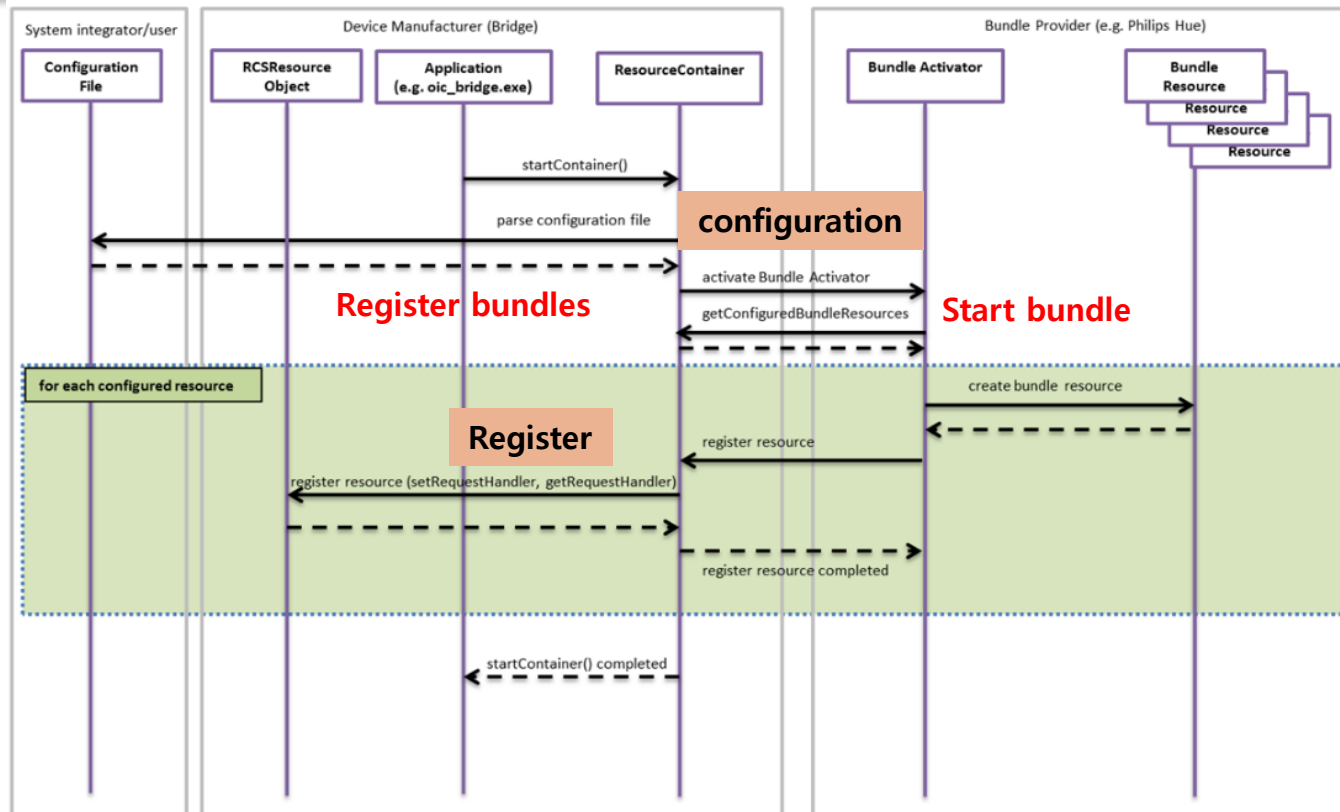 System integrator/user
Device Manufacturer (Bridge)
Bundle Provider (e.g. Philips Hue)
Configuration
File
RCSResource
Object
Application
(e.g. oic_bridge.exe)
ResourceContainer
Bundle Activator
Bundle
Resource
Resource
Resource
Resource
startContainer()
parse configuration file
configuration
activate Bundle Activator
Register bundles
getConfiguredBundleResources
Start bundle
for each configured resource
create bundle resource
Register
register resource
register resource (setRequestHandler, getRequestHandler)
register resource completed
startContainer() completed